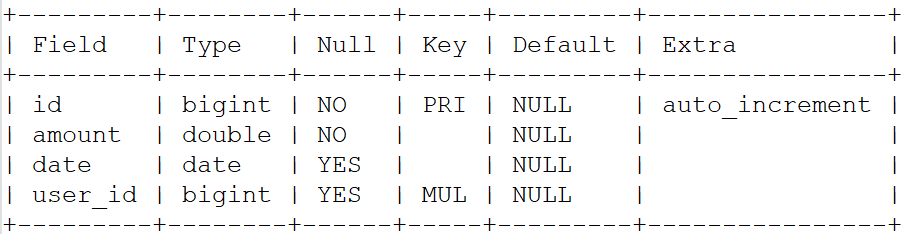 +---------+--------+------+-----+---------+----------------+
| Field   | Type   | Null | Key | Default | Extra          |
+---------+--------+------+-----+---------+----------------+
| id      | bigint | NO   | PRI | NULL    | auto_increment |
| amount  | double | NO   |     | NULL    |                |
| date    | date   | YES  |     | NULL    |                |
| user_id | bigint | YES  | MUL | NULL    |                |
+---------+--------+------+-----+---------+----------------+